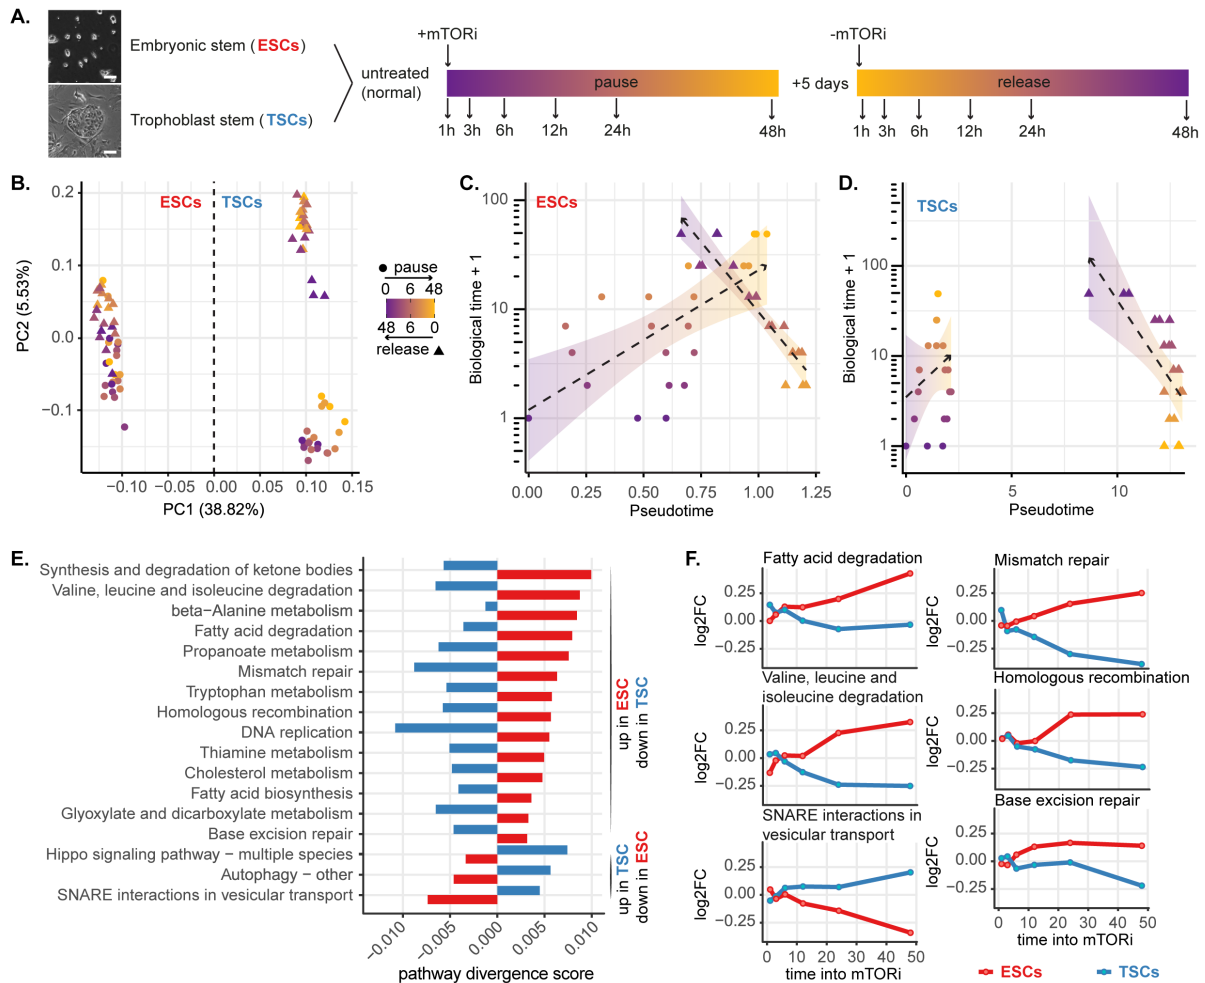 A.
Embryonic stem (ESCs)
Trophoblast stem (TSCs)
untreated
(normal)
+mTORi
pause
1h 3h 6h 12h 24h 48h
+5 days
-mTORi
release
1h 3h 6h 12h 24h 48h
B.
ESCs TSCs
0.2
0.1
0.0
−0.1
PC2 (5.53%)
−0.10 −0.05 0.00 0.05 0.10 0.15
PC1 (38.82%)
pause
0 6 48
48 6 0
release
C.
ESCs
100
10
1
Biological time + 1
0.00 0.25 0.50 0.75 1.00 1.25
Pseudotime
D.
TSCs
100
10
1
Biological time + 1
0 5 10
Pseudotime
E.
Synthesis and degradation of ketone bodies
Valine, leucine and isoleucine degradation
beta−Alanine metabolism
Fatty acid degradation
Propanoate metabolism
Mismatch repair
Tryptophan metabolism
Homologous recombination
DNA replication
Thiamine metabolism
Cholesterol metabolism
Fatty acid biosynthesis
Glyoxylate and dicarboxylate metabolism
Base excision repair
Hippo signaling pathway − multiple species
Autophagy − other
SNARE interactions in vesicular transport
-0.010 -0.005 0.000 0.005 0.010
pathway divergence score
up in ESC
down in TSC
up in TSC
down in ESC
F.
Fatty acid degradation
0.25
0.00
−0.25
log2FC
Valine, leucine and
isoleucine degradation
0.25
0.00
−0.25
log2FC
SNARE interactions in
vesicular transport
0.25
0.00
−0.25
log2FC
0 10 20 30 40 50
time into mTORi
Mismatch repair
0.25
0.00
−0.25
log2FC
Homologous recombination
0.25
0.00
−0.25
log2FC
Base excision repair
0.25
0.00
−0.25
log2FC
0 10 20 30 40 50
time into mTORi
ESCs TSCs